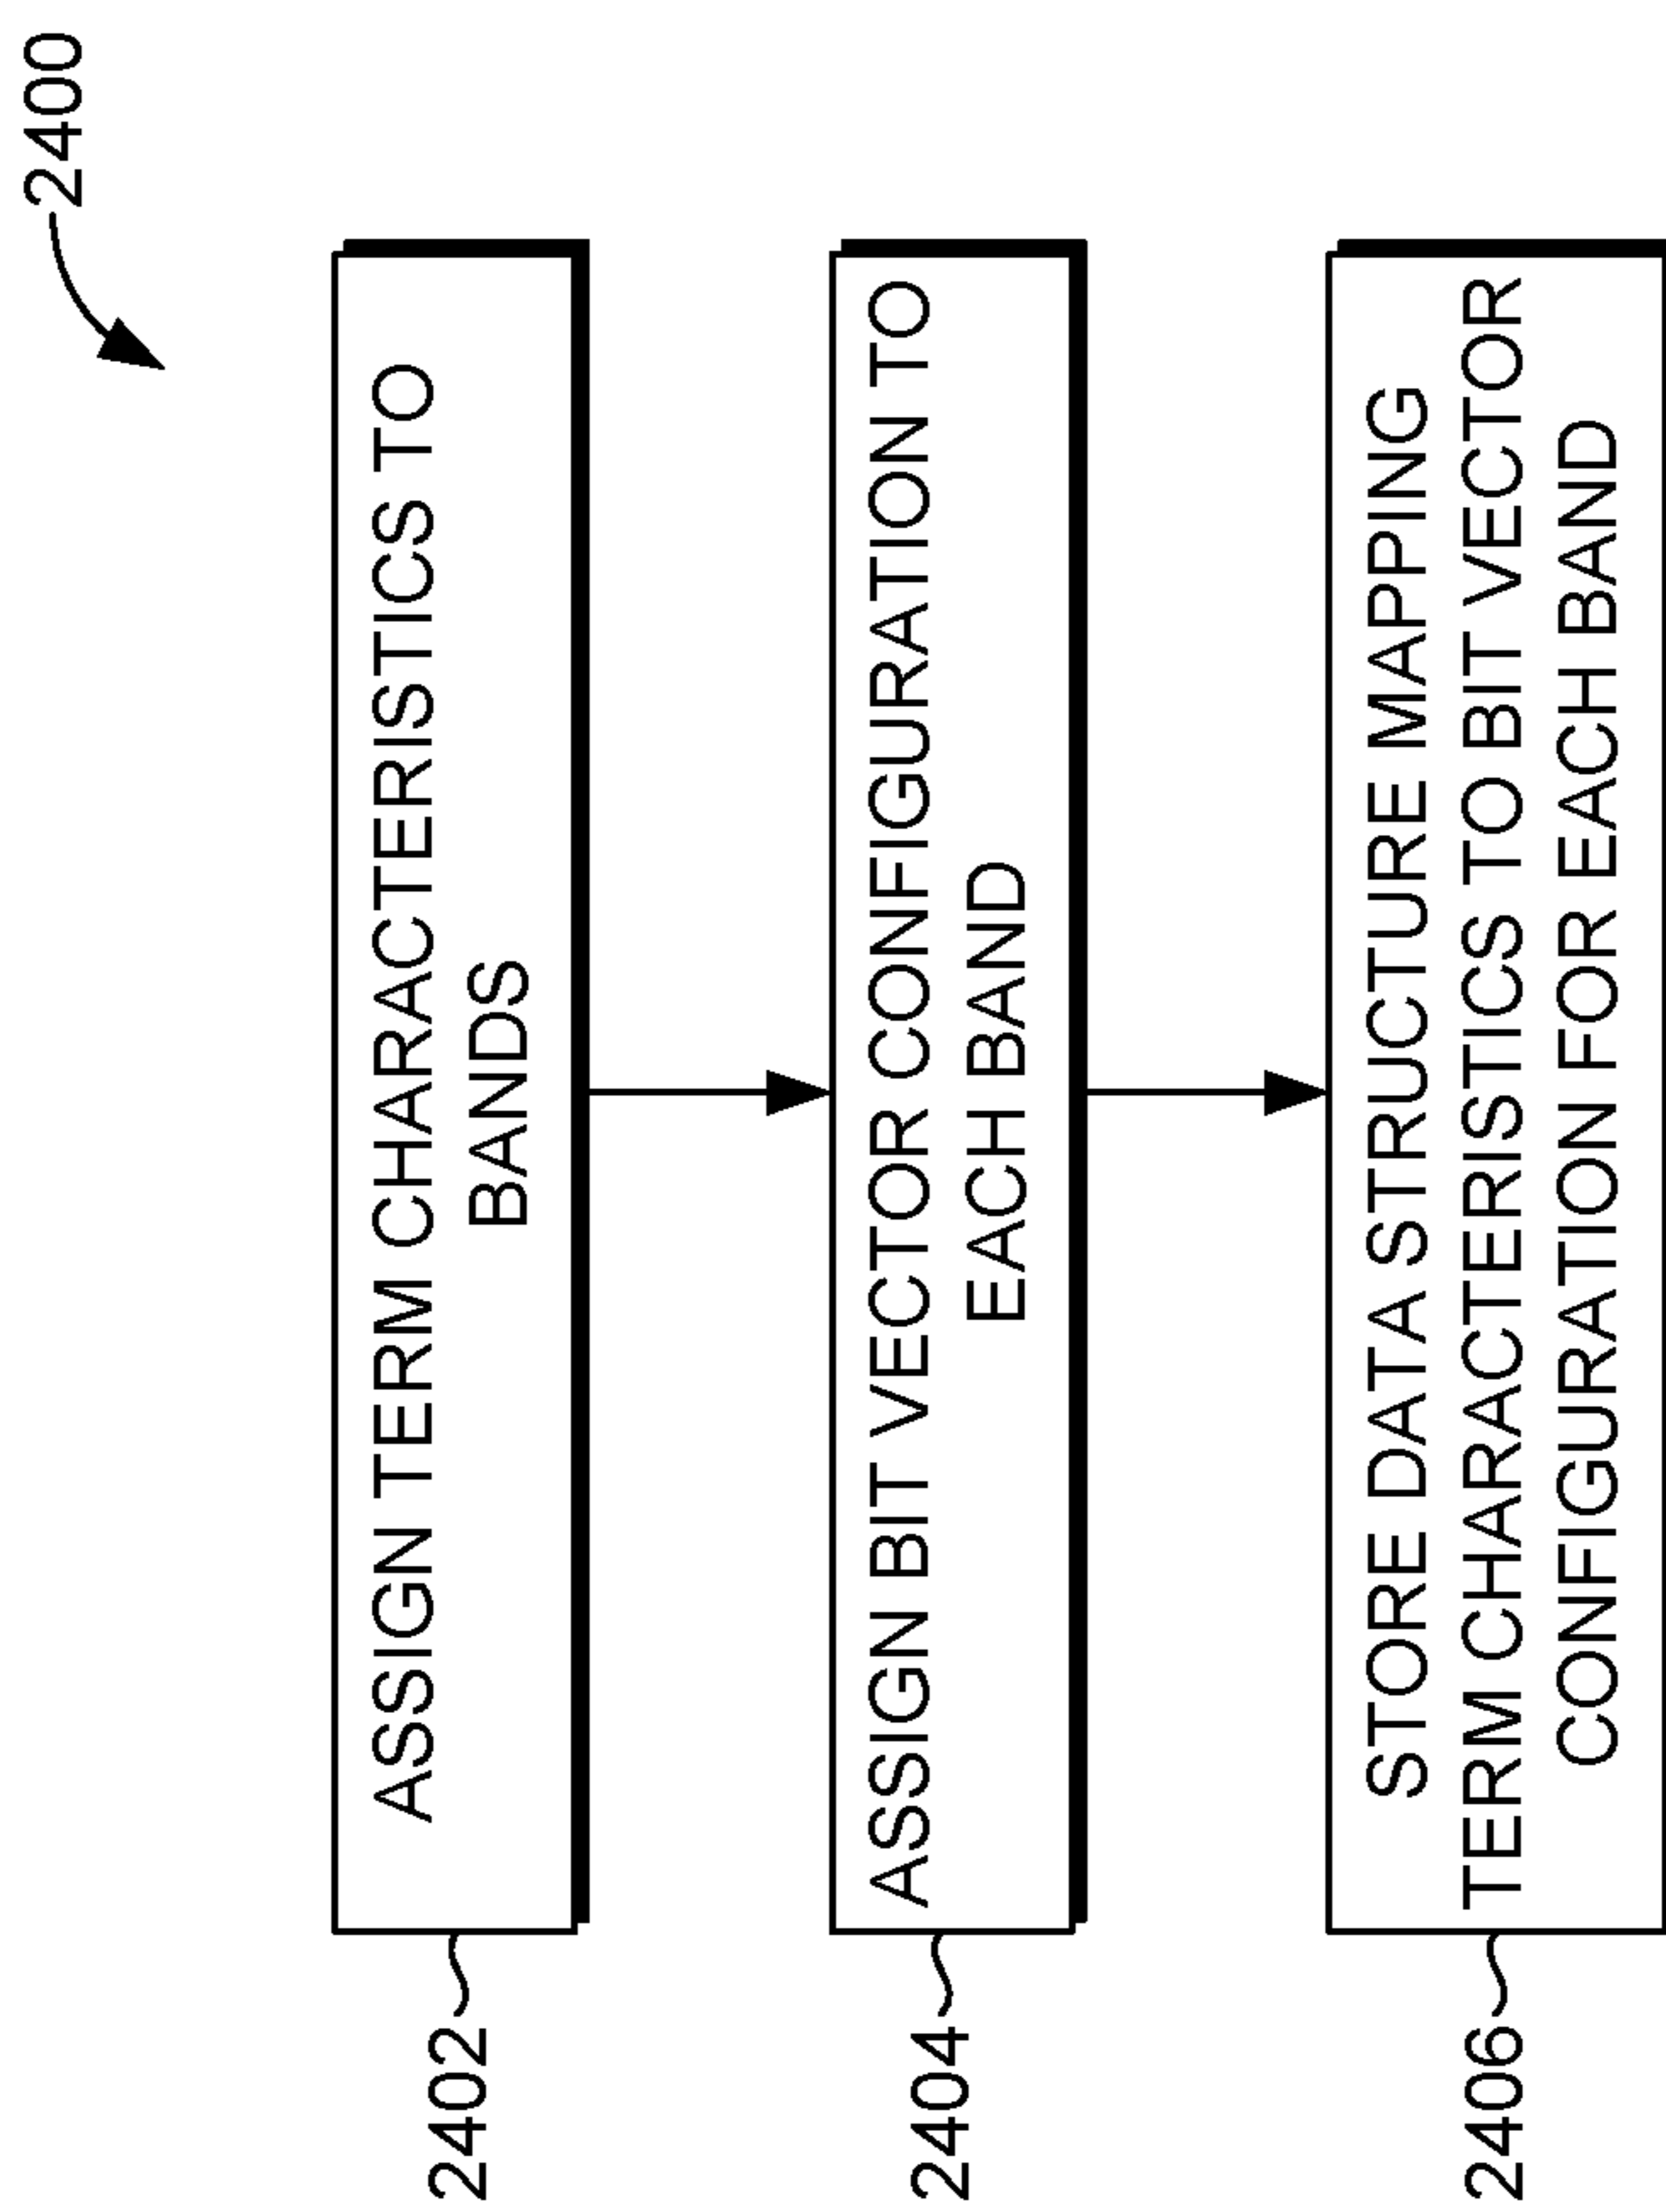 2400
2402
ASSIGN TERM CHARACTERISTICS TO
BANDS
2404
ASSIGN BIT VECTOR CONFIGURATION TO
EACH BAND
2406
STORE DATA STRUCTURE MAPPING
TERM CHARACTERISTICS TO BIT VECTOR
CONFIGURATION FOR EACH BAND